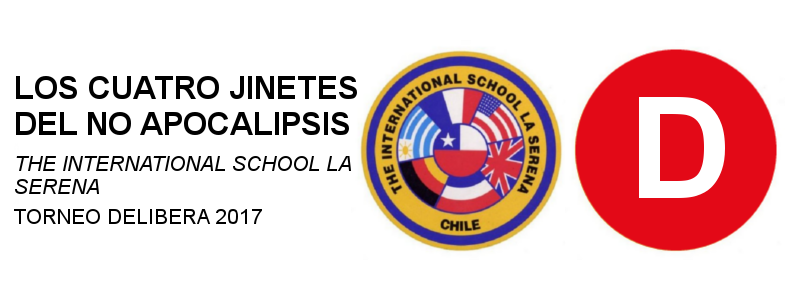 LOS CUATRO JINETES
DEL NO APOCALIPSIS
THE INTERNATIONAL SCHOOL LA
SERENA
TORNEO DELIBERA 2017
THE INTERNATIONAL SCHOOL LA SERENA
CHILE
D